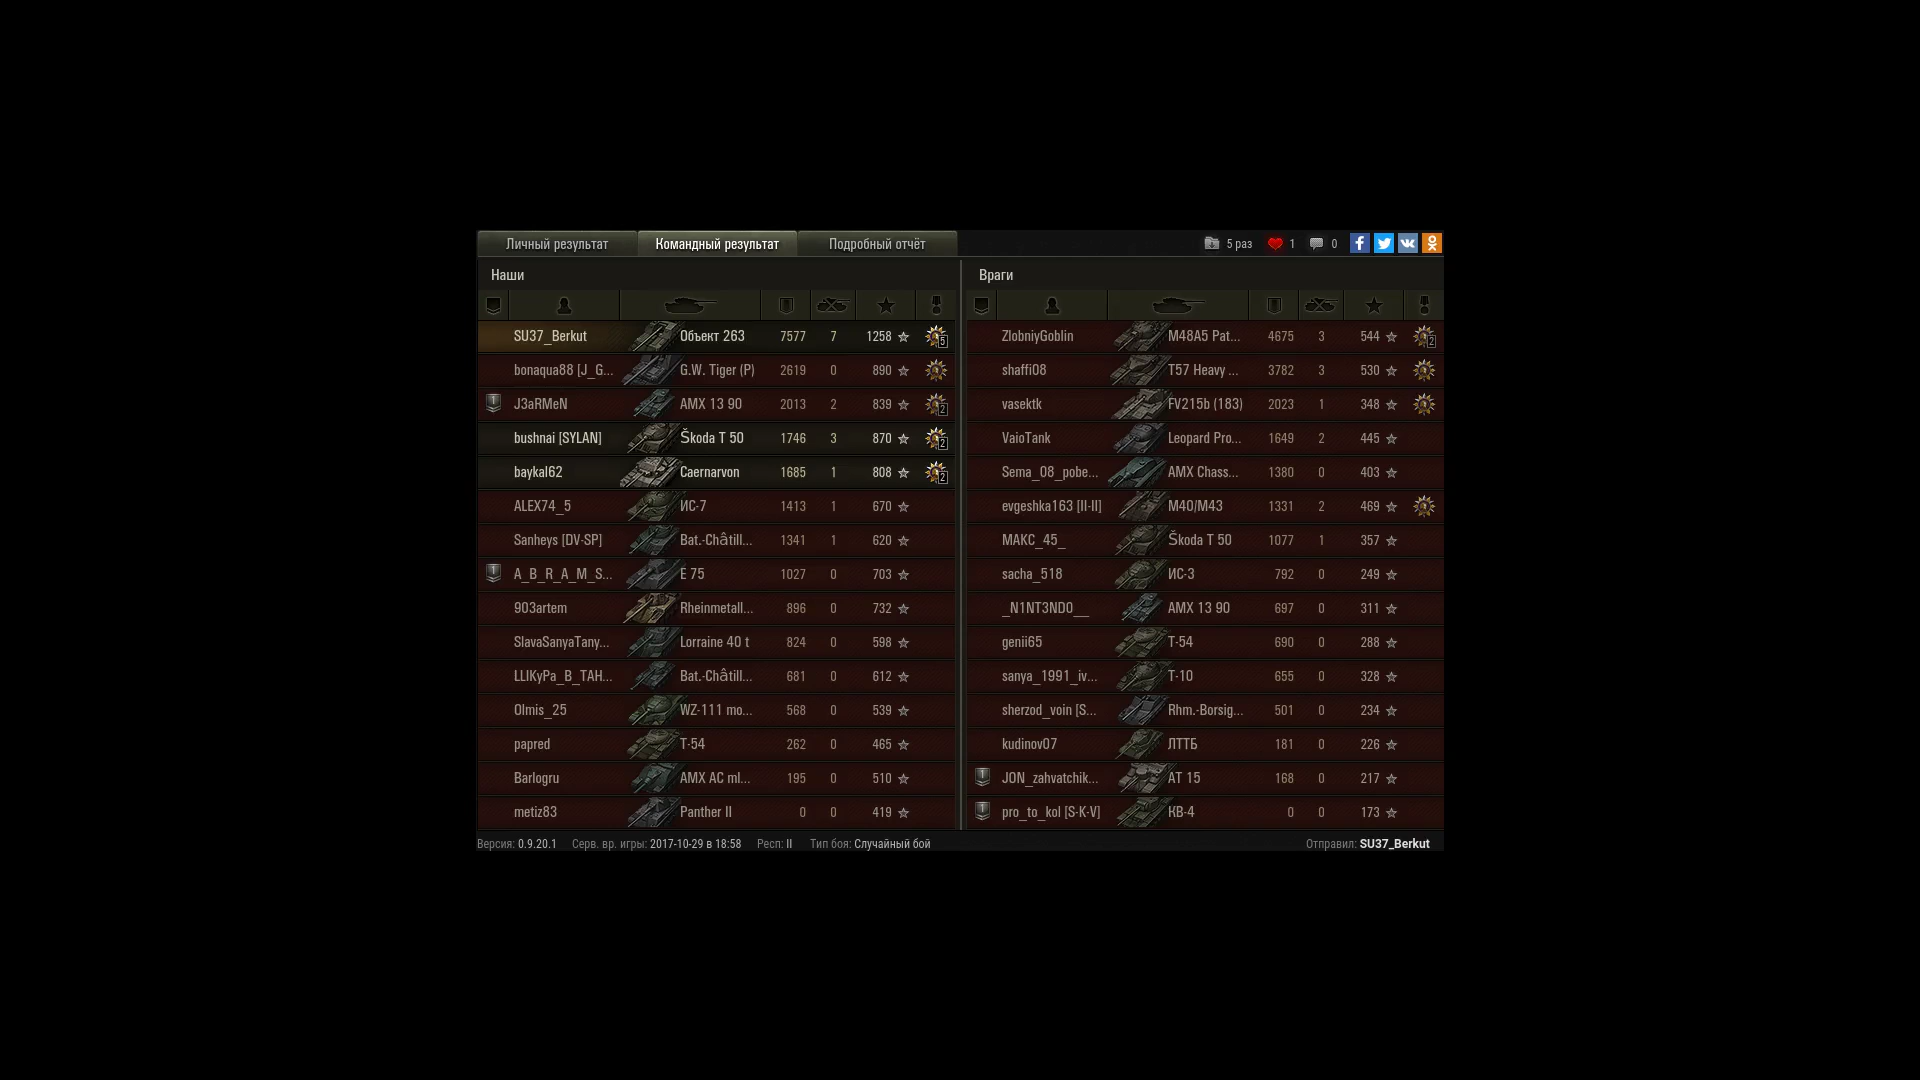 Личный результат Командный результат Подробный отчёт 5 раз 1 0
Наши Враги
SU37_Berkut Объект 263 7577 7 1258 5 ZlobniyGoblin M48A5 Pat... 4675 3 544 2
bonaqua88 [J_G... G.W. Tiger (P) 2619 0 890 shaffi08 T57 Heavy ... 3782 3 530
1 J3aRMeN AMX 13 90 2013 2 839 2 vasektk FV215b (183) 2023 1 348
bushnai [SYLAN] Škoda T 50 1746 3 870 2 VaioTank Leopard Pro... 1649 2 445
baykal62 Caernarvon 1685 1 808 2 Sema_08_pobe... AMX Chass... 1380 0 403
ALEX74_5 ИС-7 1413 1 670 evgeshka163 [II-II] M40/M43 1331 2 469
Sanheys [DV-SP] Bat.-Châtill... 1341 1 620 MAKC_45_ Škoda T 50 1077 1 357
1 A_B_R_A_M_S... E 75 1027 0 703 sacha_518 ИС-3 792 0 249
903artem Rheinmetall... 896 0 732 _N1NT3NDO__ AMX 13 90 697 0 311
SlavaSanyaTany... Lorraine 40 t 824 0 598 genii65 Т-54 690 0 288
LLIKyPa_B_TAH... Bat.-Châtill... 681 0 612 sanya_1991_iv... Т-10 655 0 328
Olmis_25 WZ-111 mo... 568 0 539 sherzod_voin [S... Rhm.-Borsig... 501 0 234
papred Т-54 262 0 465 kudinov07 ЛТТБ 181 0 226
Barlogru AMX AC ml... 195 0 510 1 JON_zahvatchik... AT 15 168 0 217
metiz83 Panther II 0 0 419 1 pro_to_kol [S-K-V] КВ-4 0 0 173
Версия: 0.9.20.1 Серв. вр. игры: 2017-10-29 в 18:58 Респ: II Тип боя: Случайный бой Отправил: SU37_Berkut